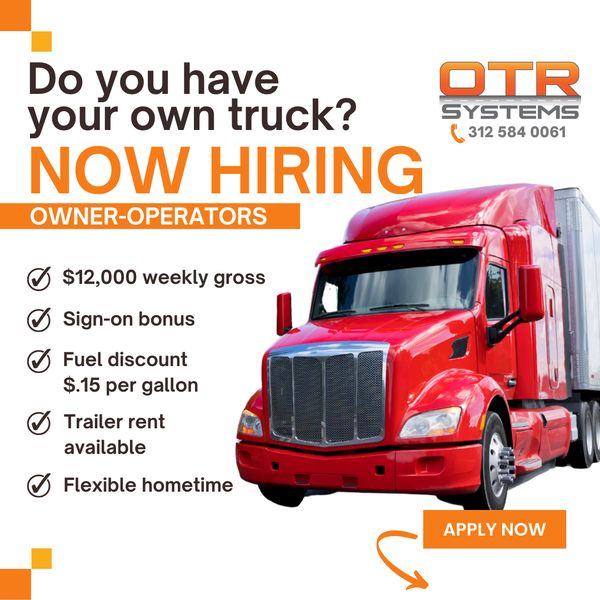 Do you have
your own truck?
NOW HIRING
OWNER-OPERATORS
OTR
SYSTEMS
312 584 0061
$12,000 weekly gross
Sign-on bonus
Fuel discount
$.15 per gallon
Trailer rent
available
Flexible hometime
APPLY NOW